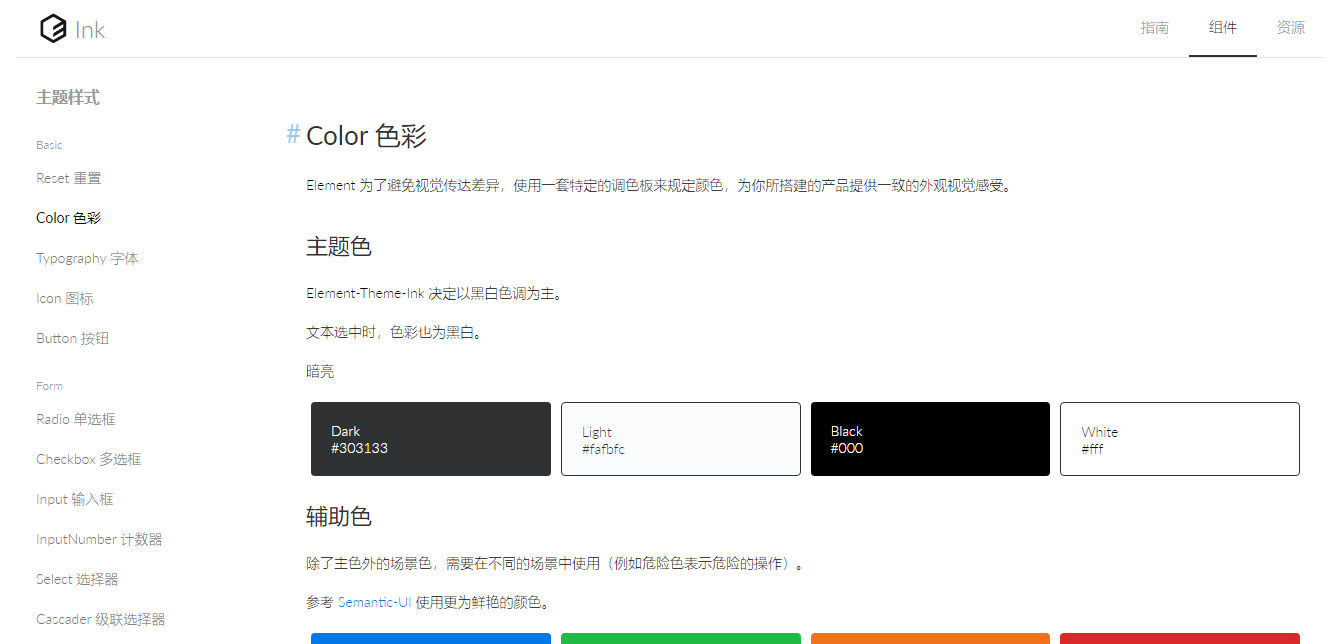 Ink
指南
组件
资源
主题样式
Basic
Reset 重置
Color 色彩
Typography 字体
Icon 图标
Button 按钮
Form
Radio 单选框
Checkbox 多选框
Input 输入框
InputNumber 计数器
Select 选择器
Cascader 级联选择器
# Color 色彩
Element 为了避免视觉传达差异，使用一套特定的调色板来规定颜色，为你所搭建的产品提供一致的外观视觉感受。
主题色
Element-Theme-Ink 决定以黑白色调为主。
文本选中时，色彩也为黑白。
暗亮
Dark
#303133
Light
#fafbfc
Black
#000
White
#fff
辅助色
除了主色外的场景色，需要在不同的场景中使用（例如危险色表示危险的操作）。
参考 Semantic-UI 使用更为鲜艳的颜色。